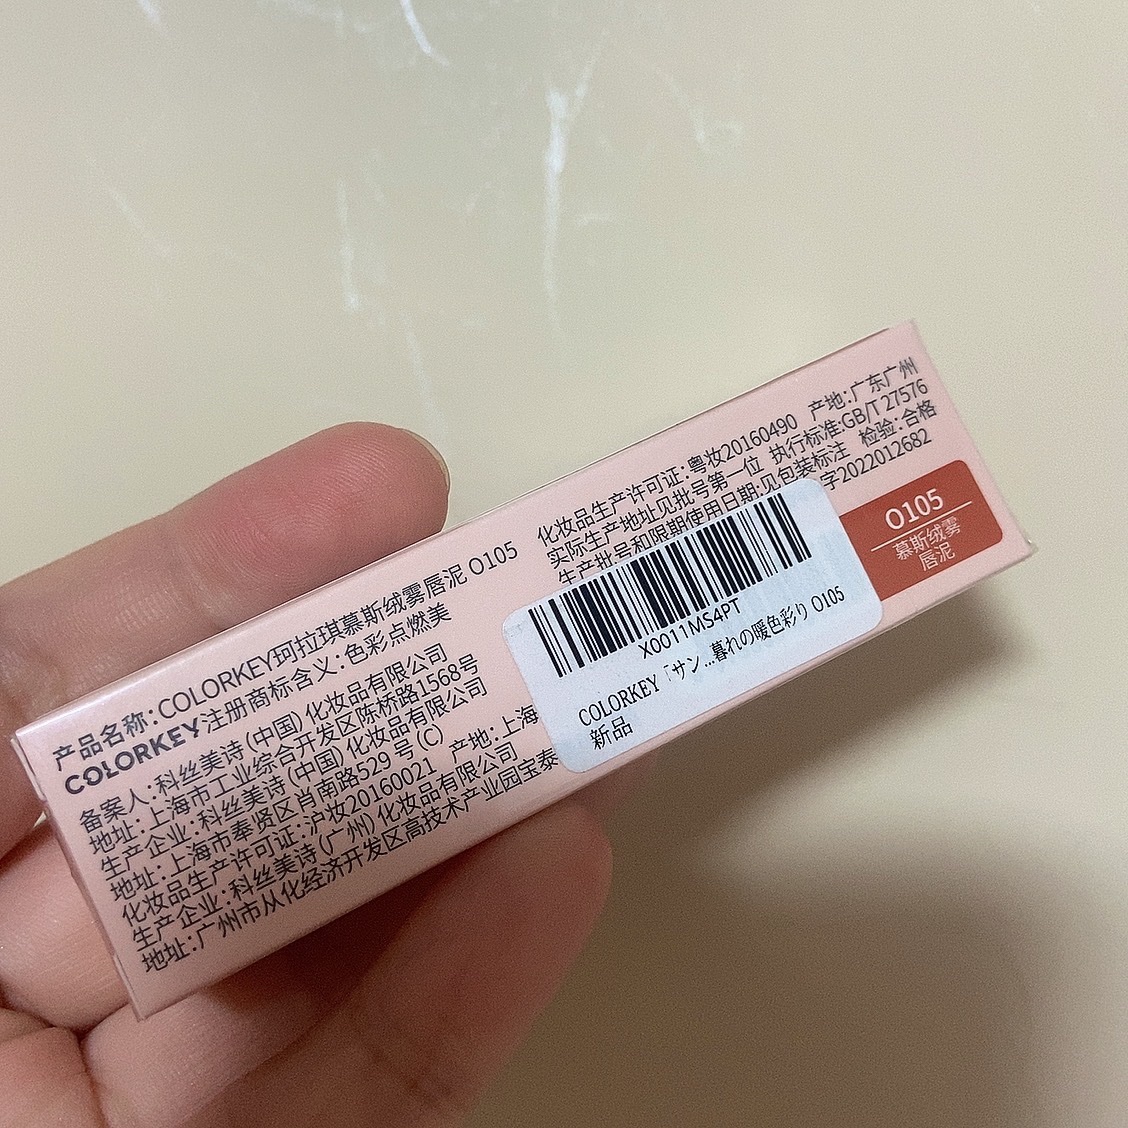 产品名称:COLORKEY珂拉琪慕斯绒雾唇泥 O105
COLORKEY注册商标含义:色彩点燃美
备案人:科丝美诗(中国)化妆品有限公司
地址:上海市工业综合开发区陈桥路1568号
生产企业:科丝美诗(中国)化妆品有限公司
地址:上海市奉贤区肖南路529号(C)
化妆品生产许可证:沪妆20160021 产地:上海
生产企业:科丝美诗(广州)化妆品有限公司
地址:广州市从化经济开发区高技术产业园宝泰
化妆品生产许可证:粤妆20160490 产地:广东广州
实际生产地址见批号第一位 执行标准:GB/T 27576
生产批号和限期使用日期:见包装标注 检验:合格
字2022012682
O105
慕斯绒雾
唇泥
X0011MS4PT
COLORKEY「サン...暮れの暖色彩り O105
新品